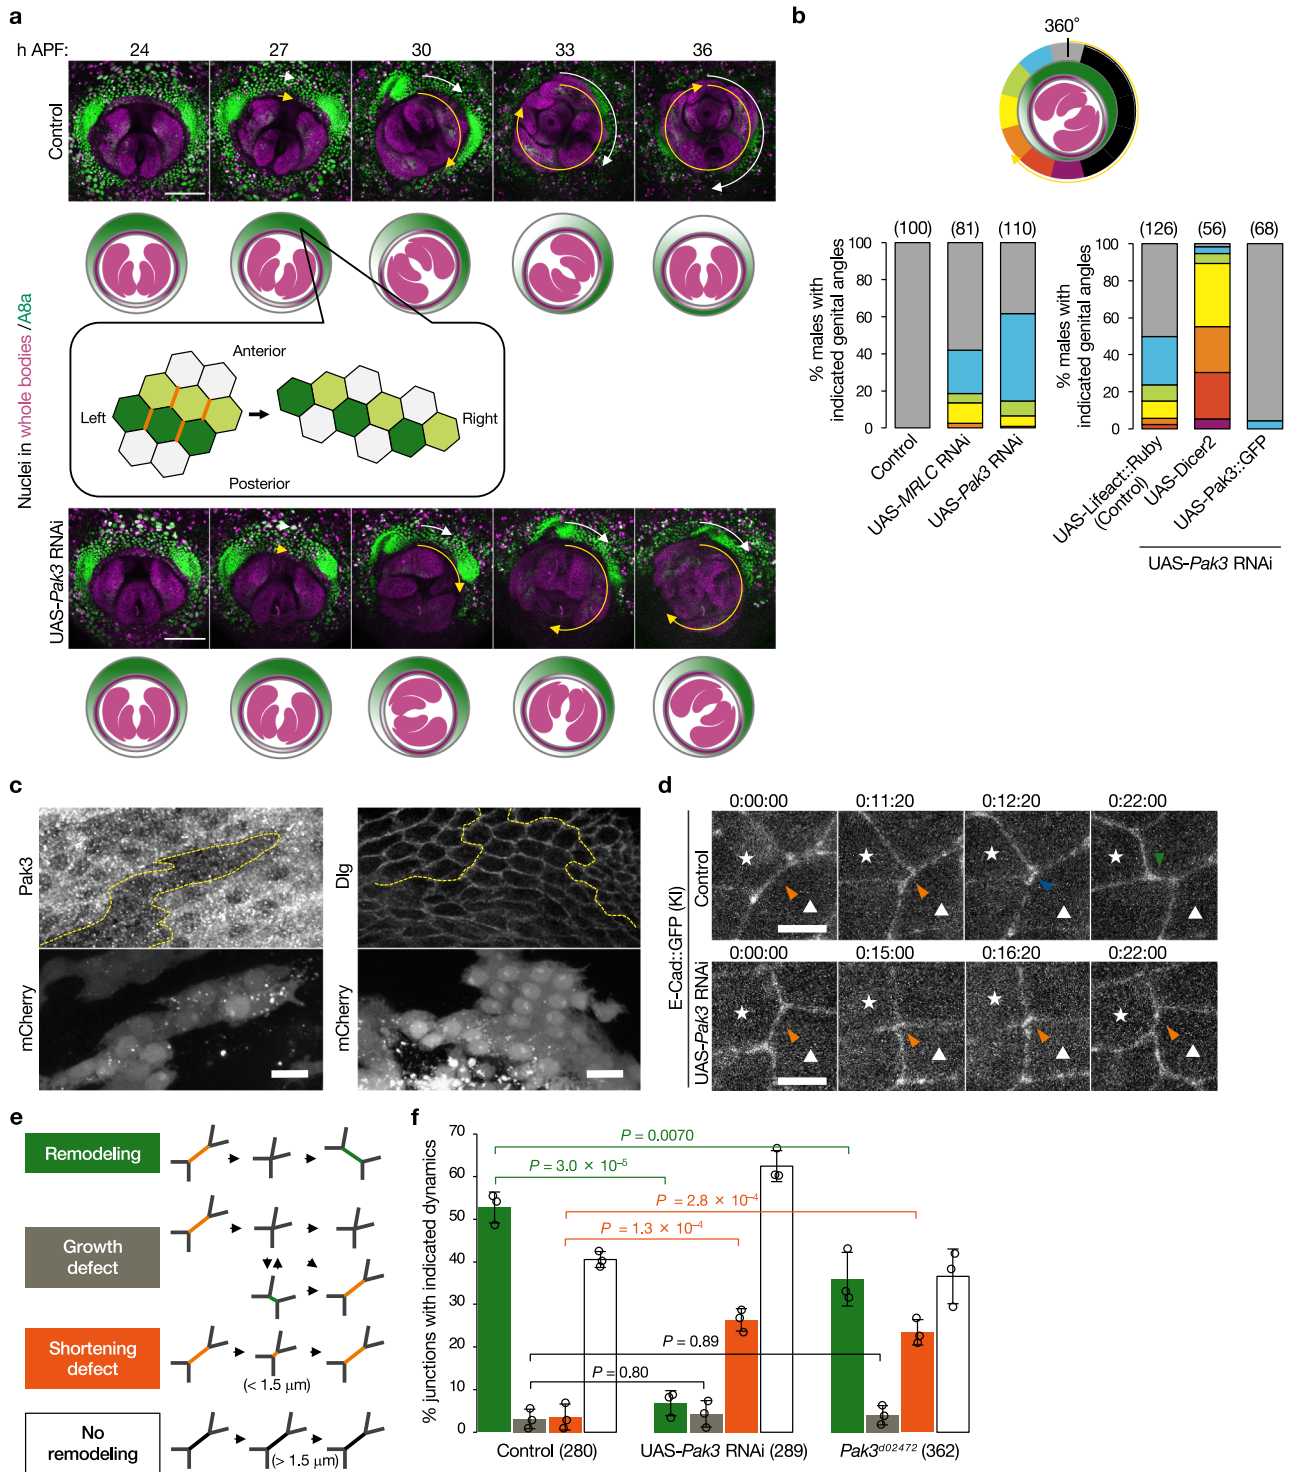 a
h APF: 24 27 30 33 36
Control
Nuclei in whole bodies /A8a
Anterior
Left
Right
Posterior
UAS-Pak3 RNAi
b
360°
(100) (81) (110)
% males with indicated genital angles
100
80
60
40
20
0
Control
UAS-MRLC RNAi
UAS-Pak3 RNAi
(126) (56) (68)
% males with indicated genital angles
100
80
60
40
20
0
UAS-Lifeact::Ruby (Control)
UAS-Dicer2
UAS-Pak3::GFP
UAS-Pak3 RNAi
c
Pak3
mCherry
Dlg
mCherry
d
E-Cad::GFP (KI)
Control
0:00:00 0:11:20 0:12:20 0:22:00
UAS-Pak3 RNAi
0:00:00 0:15:00 0:16:20 0:22:00
e
Remodeling
Growth defect
Shortening defect
(< 1.5 μm)
No remodeling
(> 1.5 μm)
f
% junctions with indicated dynamics
70
60
50
40
30
20
10
0
P = 0.0070
P = 3.0 × 10⁻⁵
P = 2.8 × 10⁻⁴
P = 1.3 × 10⁻⁴
P = 0.89
P = 0.80
Control (280)
UAS-Pak3 RNAi (289)
Pak3ᵈ⁰²⁴⁷² (362)